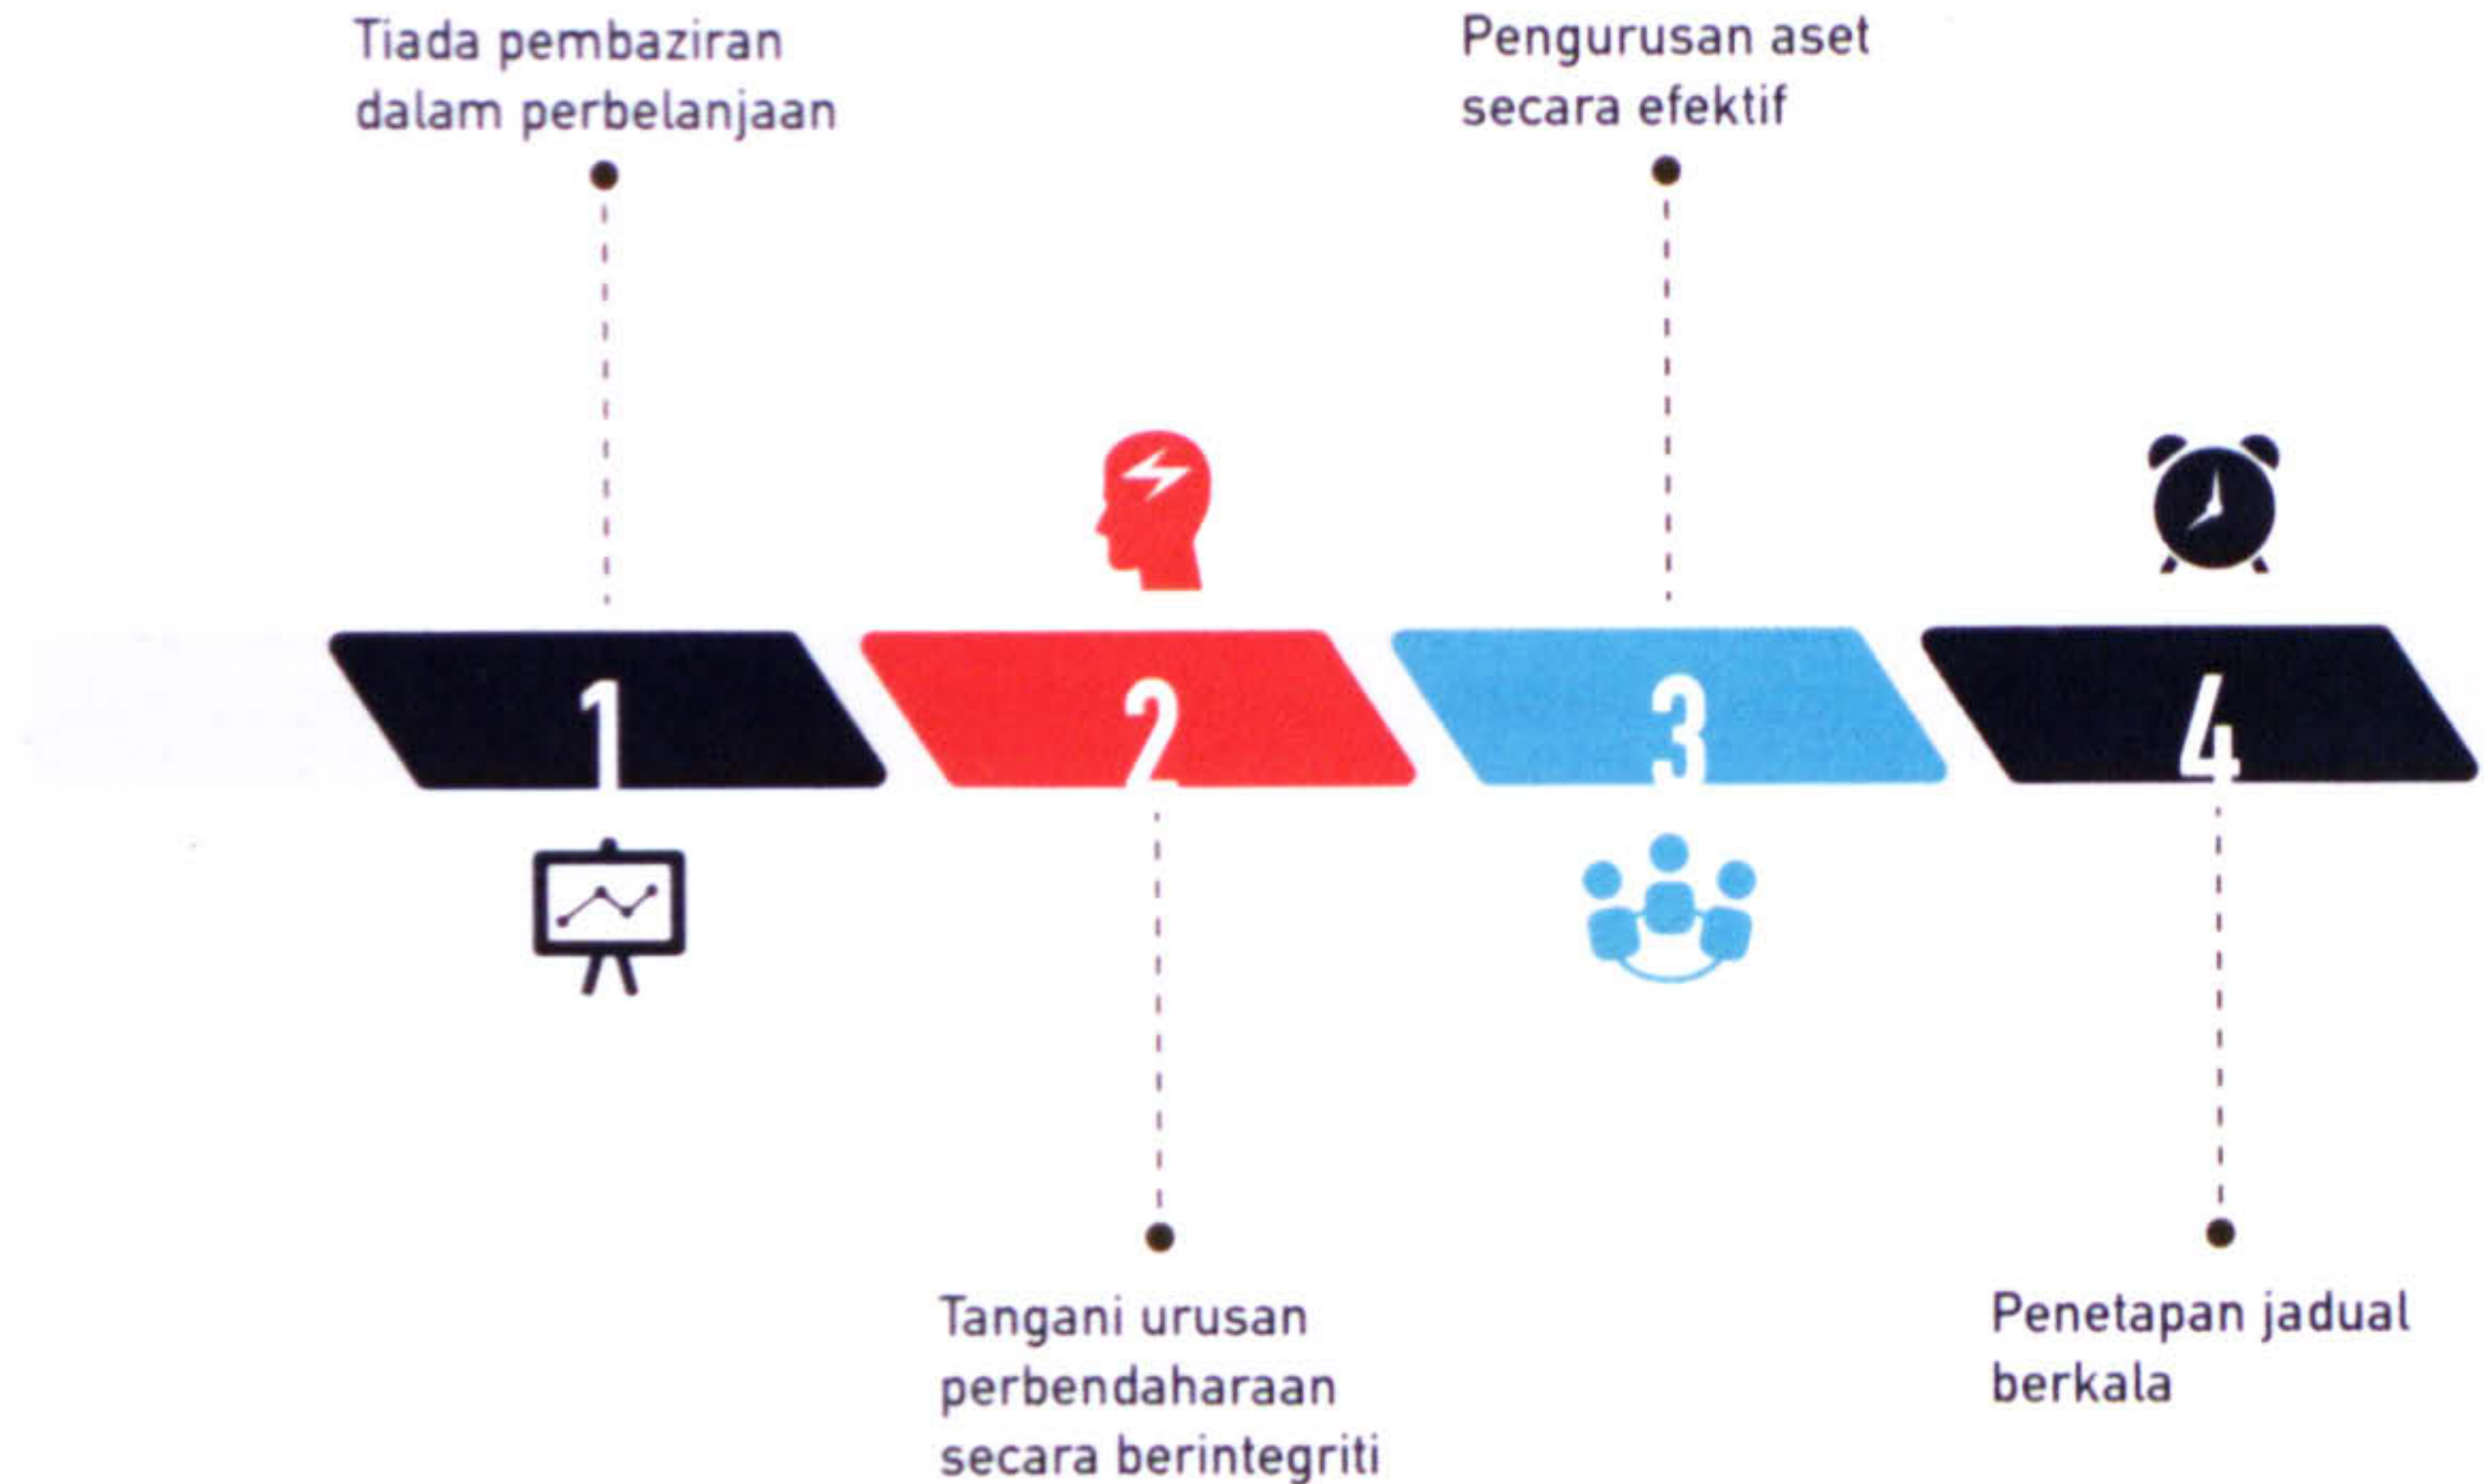 Tiada pembaziran
dalam perbelanjaan
Pengurusan aset
secara efektif
1
2
3
4
Tangani urusan
perbendaharaan
secara berintegriti
Penetapan jadual
berkala